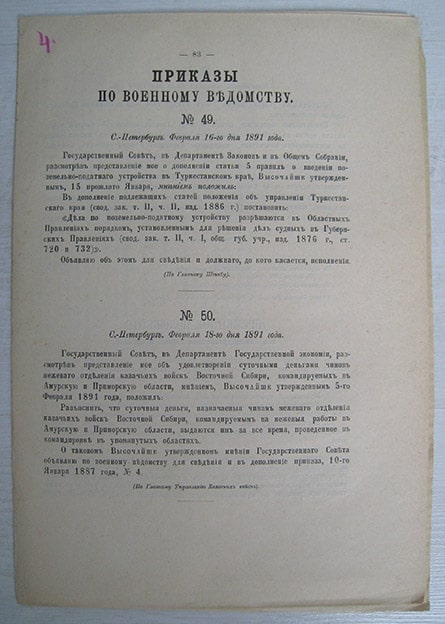 4.
— 83 —
ПРИКАЗЫ
ПО ВОЕННОМУ ВѢДОМСТВУ.
№ 49.
С.-Петербургъ. Февраля 16-го дня 1891 года.
Государственный Совѣтъ, въ Департаментѣ Законовъ и въ Общемъ Собраніи,
разсмотрѣвъ представленіе мое о дополненіи статьи 5 правилъ о введеніи по-
земельно-податнаго устройства въ Туркестанскомъ краѣ, Высочайше утвержден-
нымъ, 15 прошлаго Января, мнѣніемъ положилъ:
Въ дополненіе подлежащихъ статей положенія объ управленіи Туркестан-
скаго края (свод. зак. т. II, ч. II, изд. 1886 г.) постановить:
«Дѣла по поземельно-податному устройству разрѣшаются въ Областныхъ
Правленіяхъ порядкомъ, установленнымъ для рѣшенія дѣлъ судныхъ въ Губерн-
скихъ Правленіяхъ (свод. зак. т. II, ч. I, общ. губ. учр., изд. 1876 г., ст.
720 и 732)».
Объявляю объ этомъ для свѣдѣнія и должнаго, до кого касается, исполненія.
(По Главному Штабу).
№ 50.
С.-Петербургъ. Февраля 18-го дня 1891 года.
Государственный Совѣтъ, въ Департаментѣ Государственной экономіи, раз-
смотрѣвъ представленіе мое объ удовлетвореніи суточными деньгами чиновъ
межеваго отдѣленія казачьихъ войскъ Восточной Сибири, командируемыхъ въ
Амурскую и Приморскую области, мнѣніемъ, Высочайше утвержденнымъ 5-го
Февраля 1891 года, положилъ:
Разъяснить, что суточныя деньги, назначаемыя чинамъ межеваго отдѣленія
казачьихъ войскъ Восточной Сибири, командируемымъ на межевыя работы въ
Амурскую и Приморскую области, выдаются имъ за все время, проведенное въ
командировкѣ въ упомянутыхъ областяхъ.
О таковомъ Высочайше утвержденномъ мнѣніи Государственнаго Совѣта
объявляю по военному вѣдомству для свѣдѣнія и въ дополненіе приказа, 10-го
Января 1887 года, № 4.
(По Главному Управленію Казачьихъ войскъ).